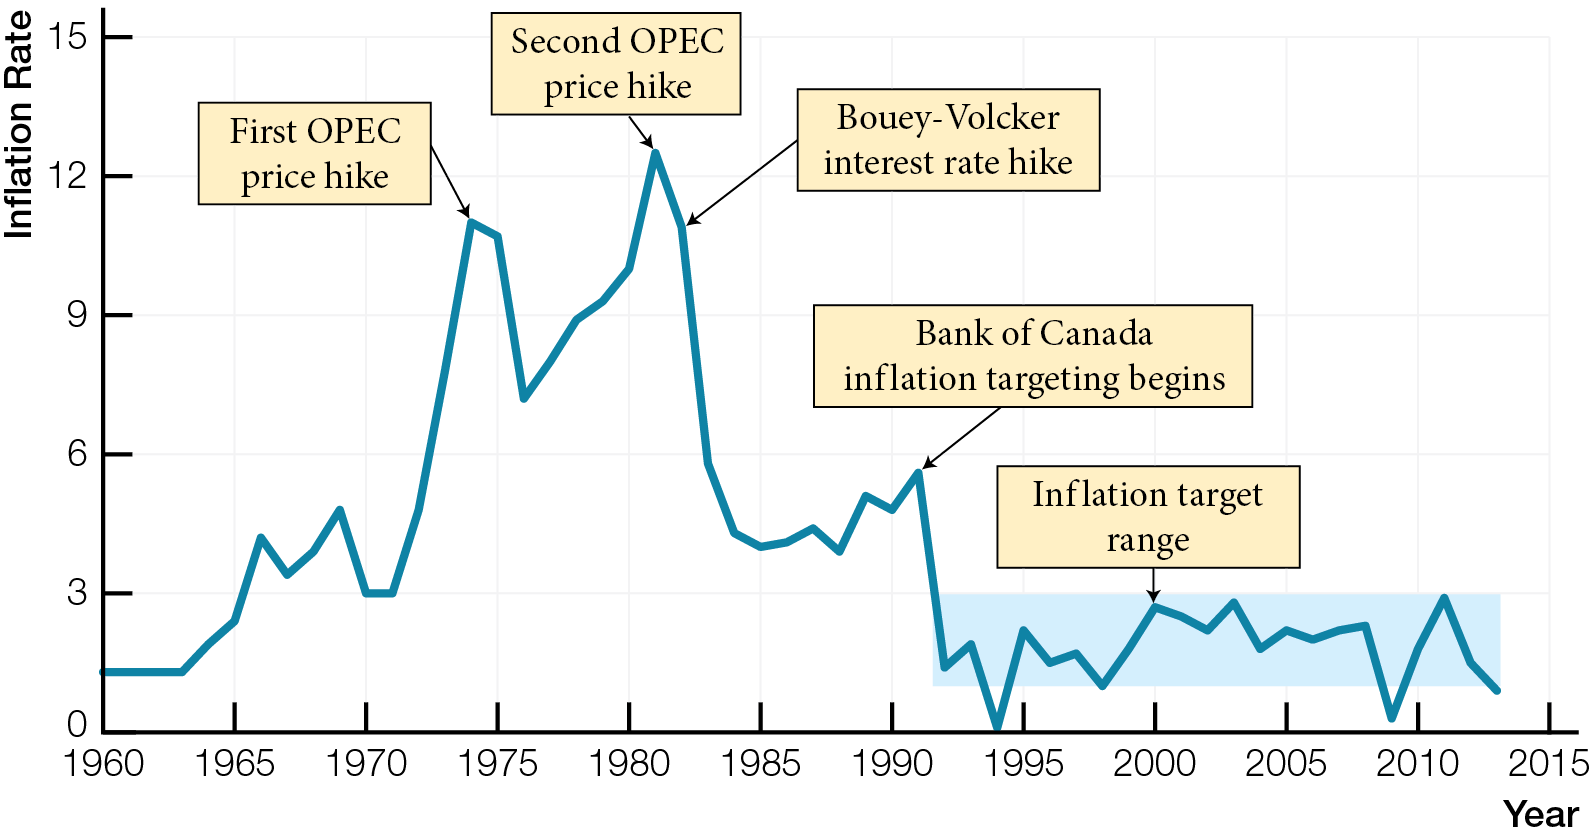 Inflation Rate
15
12
9
6
3
0
First OPEC
price hike
Second OPEC
price hike
Bouey-Volcker
interest rate hike
Bank of Canada
inflation targeting begins
Inflation target
range
1960 1965 1970 1975 1980 1985 1990 1995 2000 2005 2010 2015
Year